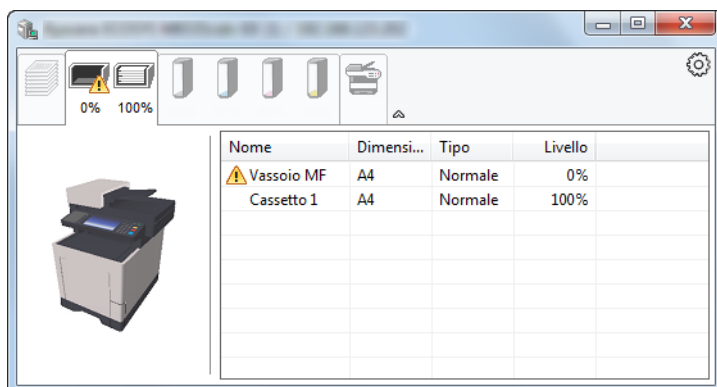 0% 100%
Nome Dimensi... Tipo Livello
Vassoio MF A4 Normale 0%
Cassetto 1 A4 Normale 100%